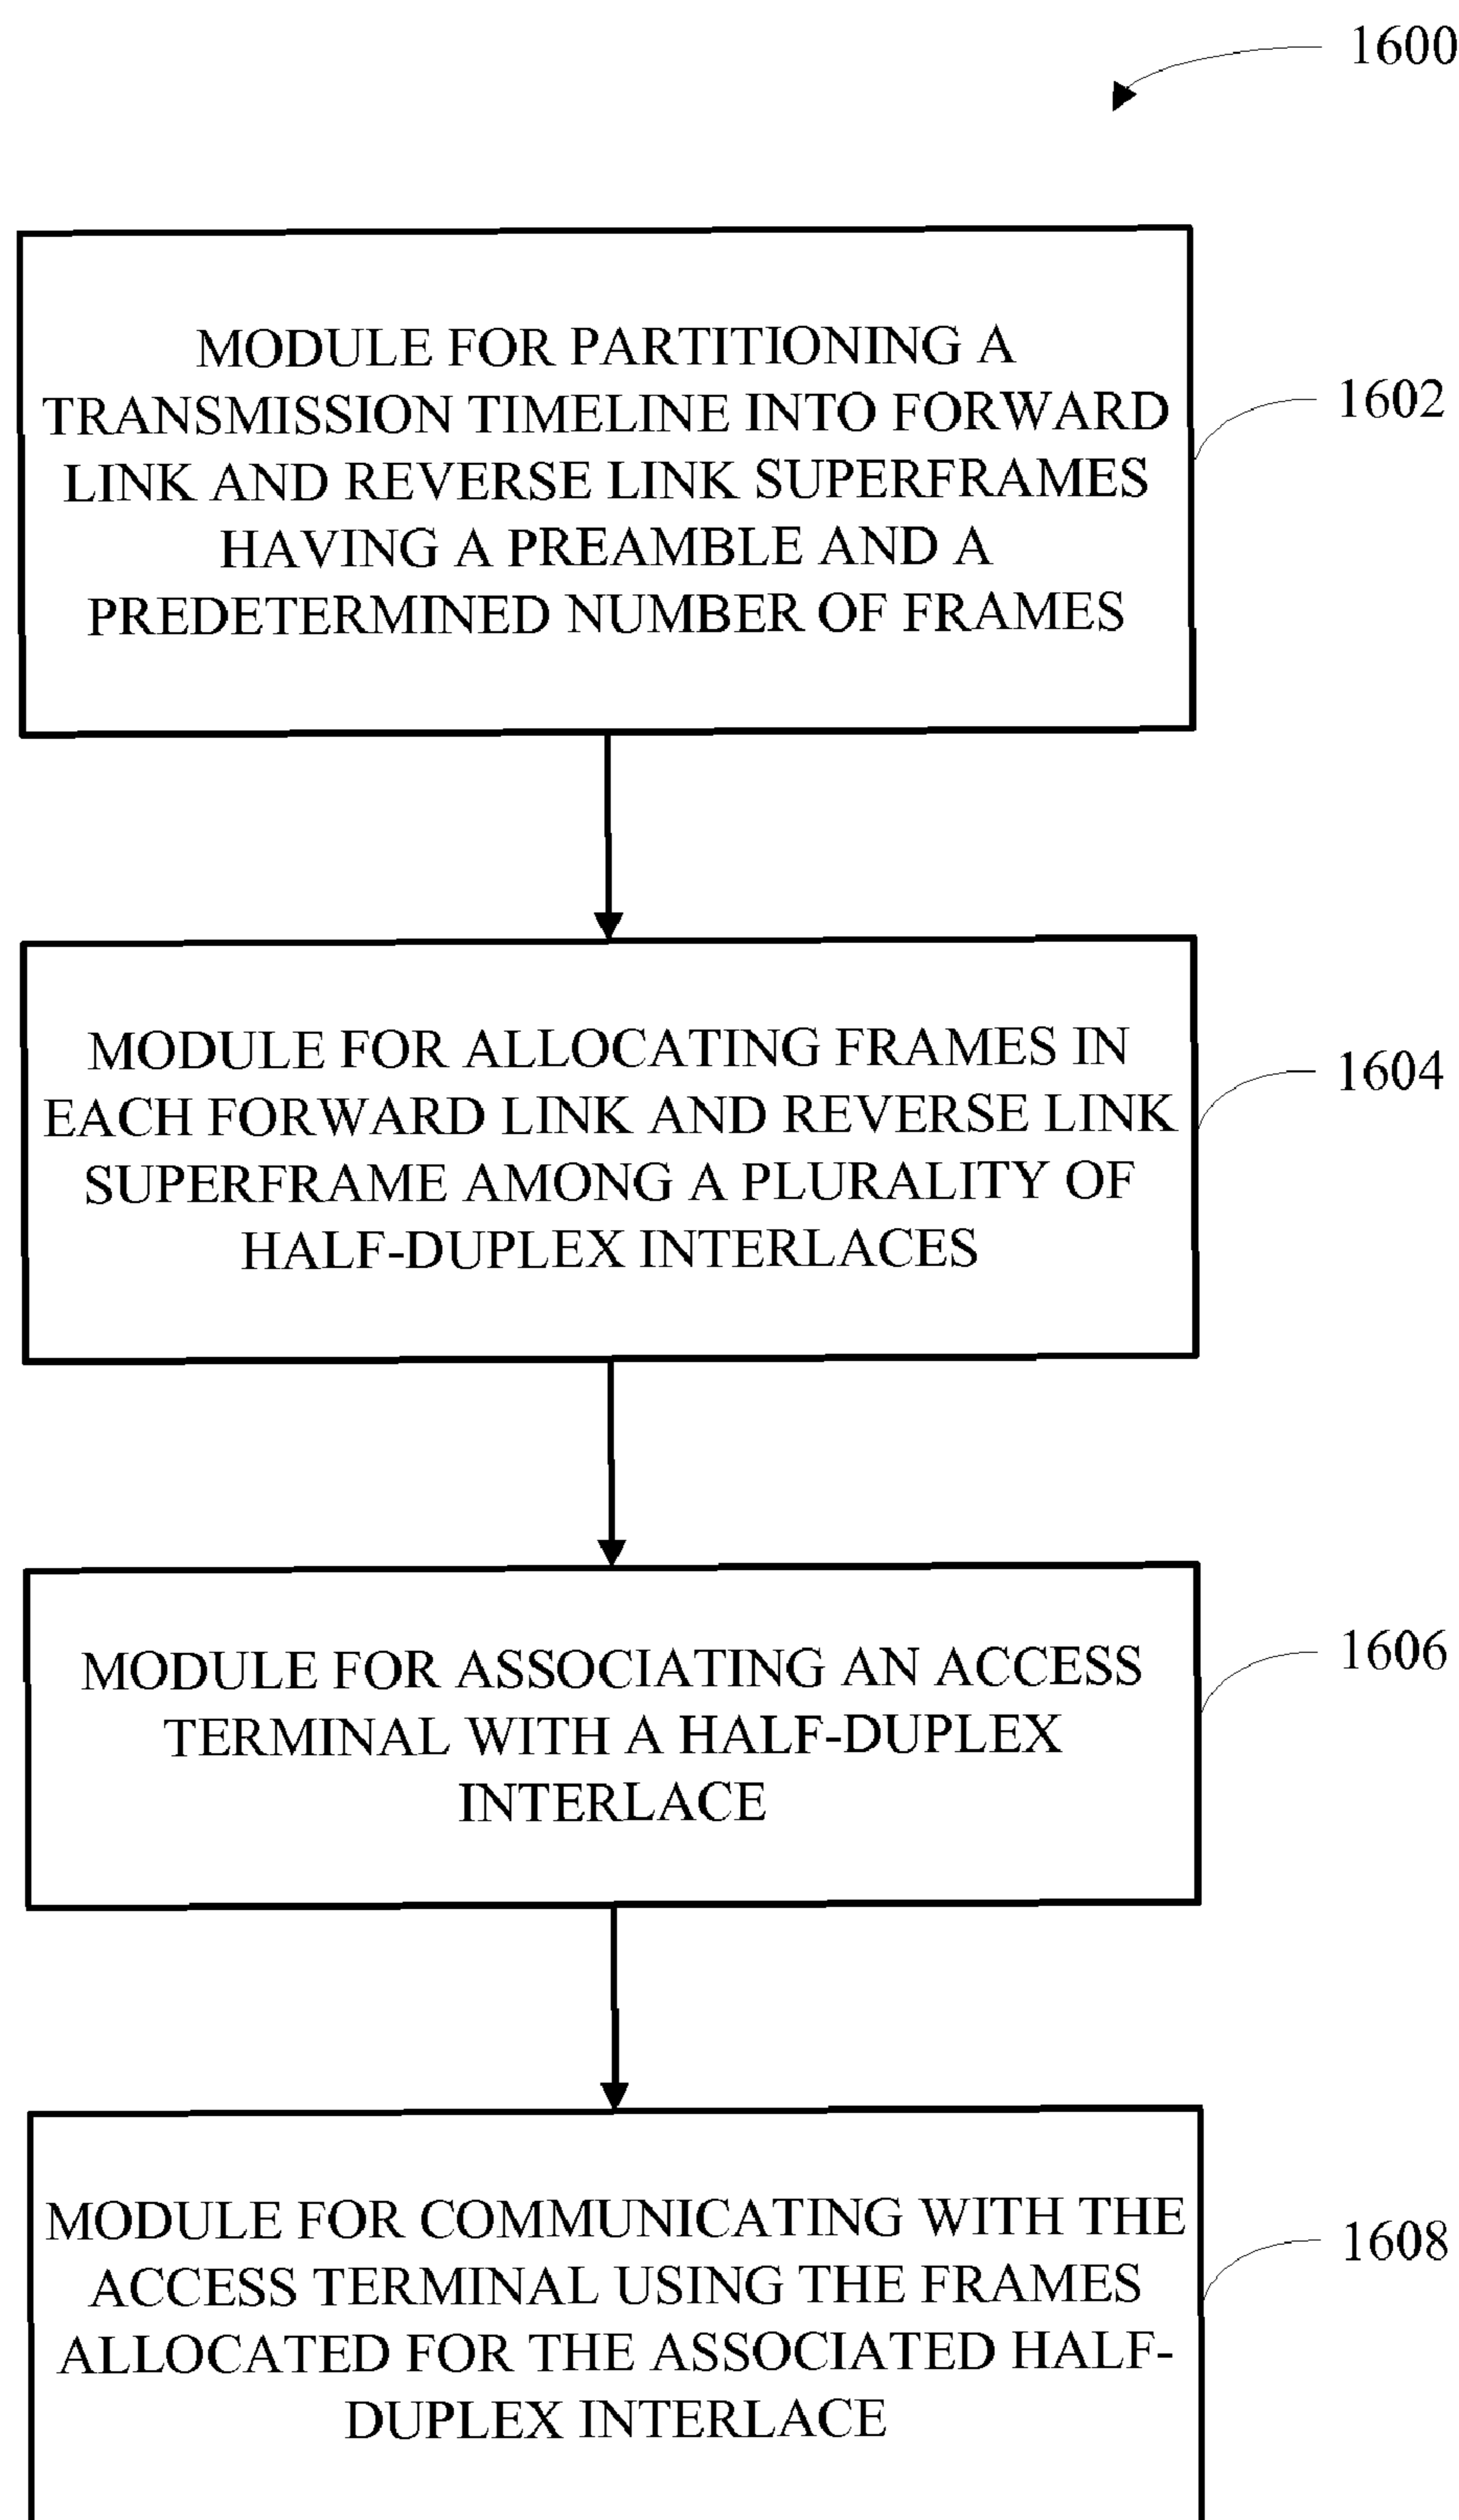 1600
MODULE FOR PARTITIONING A
TRANSMISSION TIMELINE INTO FORWARD
LINK AND REVERSE LINK SUPERFRAMES
HAVING A PREAMBLE AND A
PREDETERMINED NUMBER OF FRAMES
1602
MODULE FOR ALLOCATING FRAMES IN
EACH FORWARD LINK AND REVERSE LINK
SUPERFRAME AMONG A PLURALITY OF
HALF-DUPLEX INTERLACES
1604
MODULE FOR ASSOCIATING AN ACCESS
TERMINAL WITH A HALF-DUPLEX
INTERLACE
1606
MODULE FOR COMMUNICATING WITH THE
ACCESS TERMINAL USING THE FRAMES
ALLOCATED FOR THE ASSOCIATED HALF-
DUPLEX INTERLACE
1608